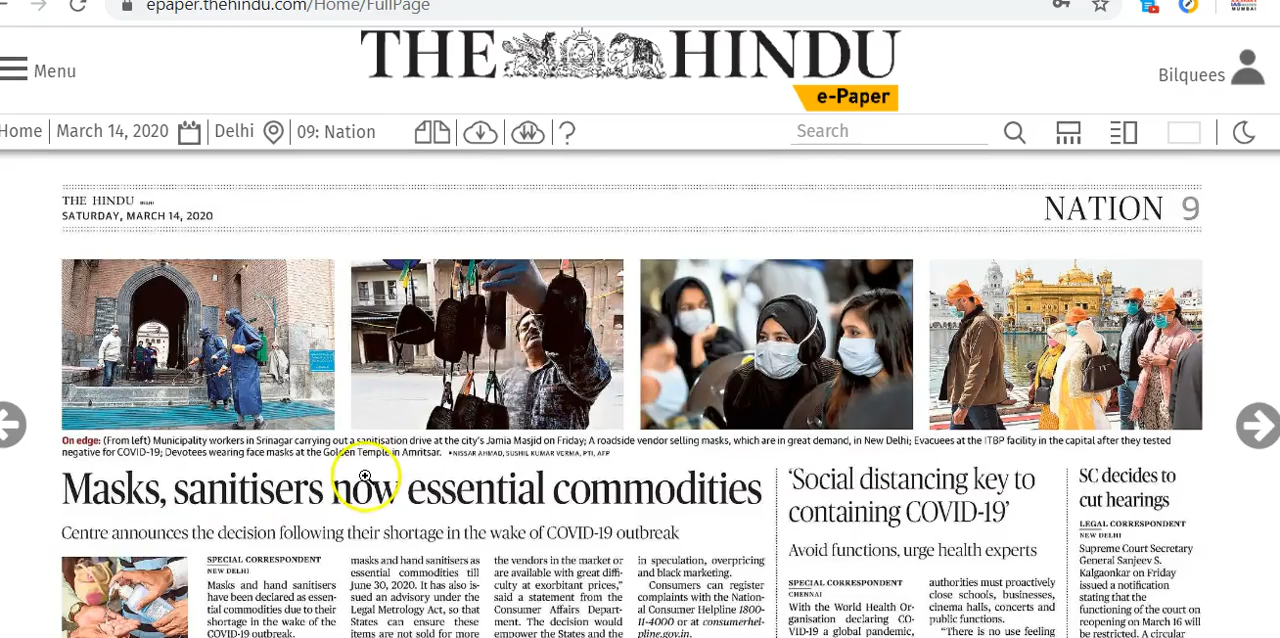 epaper.thehindu.com/Home/FullPage
Menu
THE HINDU
e-Paper
Bilquees
Home
March 14, 2020
Delhi
09: Nation
?
Search
THE HINDU DELHI
SATURDAY, MARCH 14, 2020
NATION 9
On edge: (From left) Municipality workers in Srinagar carrying out a sanitisation drive at the city's Jamia Masjid on Friday; A roadside vendor selling masks, which are in great demand, in New Delhi; Evacuees at the ITBP facility in the capital after they tested
negative for COVID-19; Devotees wearing face masks at the Golden Temple in Amritsar. • NISSAR AHMAD, SUSHIL KUMAR VERMA, PTI, AFP
Masks, sanitisers now essential commodities
Centre announces the decision following their shortage in the wake of COVID-19 outbreak
SPECIAL CORRESPONDENT
NEW DELHI
Masks and hand sanitisers
have been declared as essen-
tial commodities due to their
shortage in the wake of the
COVID-19 outbreak.
masks and hand sanitisers as
essential commodities till
June 30, 2020. It has also is-
sued an advisory under the
Legal Metrology Act, so that
States can ensure these
items are not sold for more
the vendors in the market or
are available with great diffi-
culty at exorbitant prices,"
said a statement from the
Consumer Affairs Depart-
ment. The decision would
empower the States and the
in speculation, overpricing
and black marketing.
Consumers can register
complaints with the Nation-
al Consumer Helpline 1800-
11-4000 or at consumerhel-
pline.gov.in.
'Social distancing key to
containing COVID-19'
Avoid functions, urge health experts
SPECIAL CORRESPONDENT
CHENNAI
With the World Health Or-
ganisation declaring CO-
VID-19 a global pandemic,
authorities must proactively
close schools, businesses,
cinema halls, concerts and
public functions.
"There is no use feeling
SC decides to
cut hearings
LEGAL CORRESPONDENT
NEW DELHI
Supreme Court Secretary
General Sanjeev S.
Kalgaonkar on Friday
issued a notification
stating that the
functioning of the court on
reopening on March 16 will
be restricted. A circular